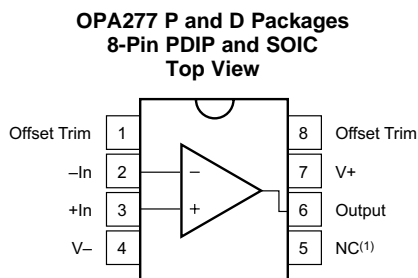 OPA277 P and D Packages
8-Pin PDIP and SOIC
Top View
Offset Trim 1 8 Offset Trim
–In 2 – 7 V+
+In 3 + 6 Output
V– 4 5 NC(1)